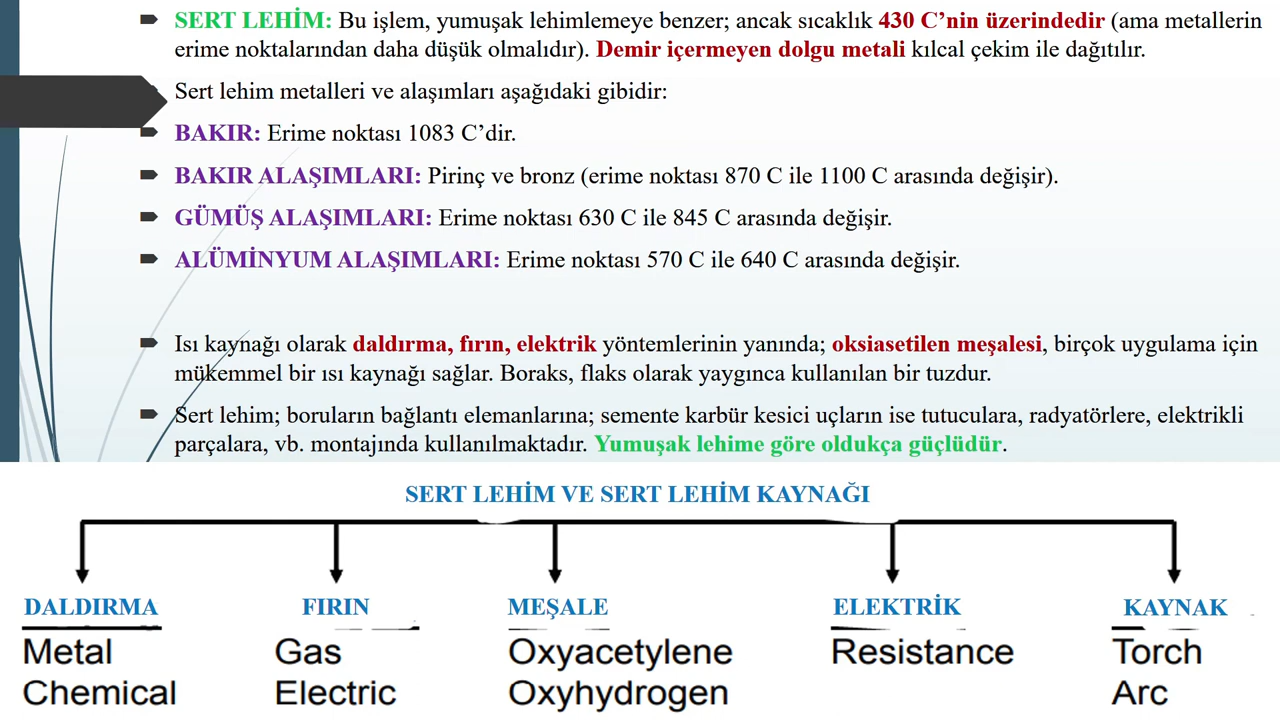 SERT LEHİM: Bu işlem, yumuşak lehimlemeye benzer; ancak sıcaklık 430 C’nin üzerindedir (ama metallerin
erime noktalarından daha düşük olmalıdır). Demir içermeyen dolgu metali kılcal çekim ile dağıtılır.
Sert lehim metalleri ve alaşımları aşağıdaki gibidir:
BAKIR: Erime noktası 1083 C’dir.
BAKIR ALAŞIMLARI: Pirinç ve bronz (erime noktası 870 C ile 1100 C arasında değişir).
GÜMÜŞ ALAŞIMLARI: Erime noktası 630 C ile 845 C arasında değişir.
ALÜMİNYUM ALAŞIMLARI: Erime noktası 570 C ile 640 C arasında değişir.
Isı kaynağı olarak daldırma, fırın, elektrik yöntemlerinin yanında; oksiasetilen meşalesi, birçok uygulama için
mükemmel bir ısı kaynağı sağlar. Boraks, flaks olarak yaygınca kullanılan bir tuzdur.
Sert lehim; boruların bağlantı elemanlarına; semente karbür kesici uçların ise tutuculara, radyatörlere, elektrikli
parçalara, vb. montajında kullanılmaktadır. Yumuşak lehime göre oldukça güçlüdür.
SERT LEHİM VE SERT LEHİM KAYNAĞI
DALDIRMA FIRIN MEŞALE ELEKTRİK KAYNAK
Metal Gas Oxyacetylene Resistance Torch
Chemical Electric Oxyhydrogen Arc